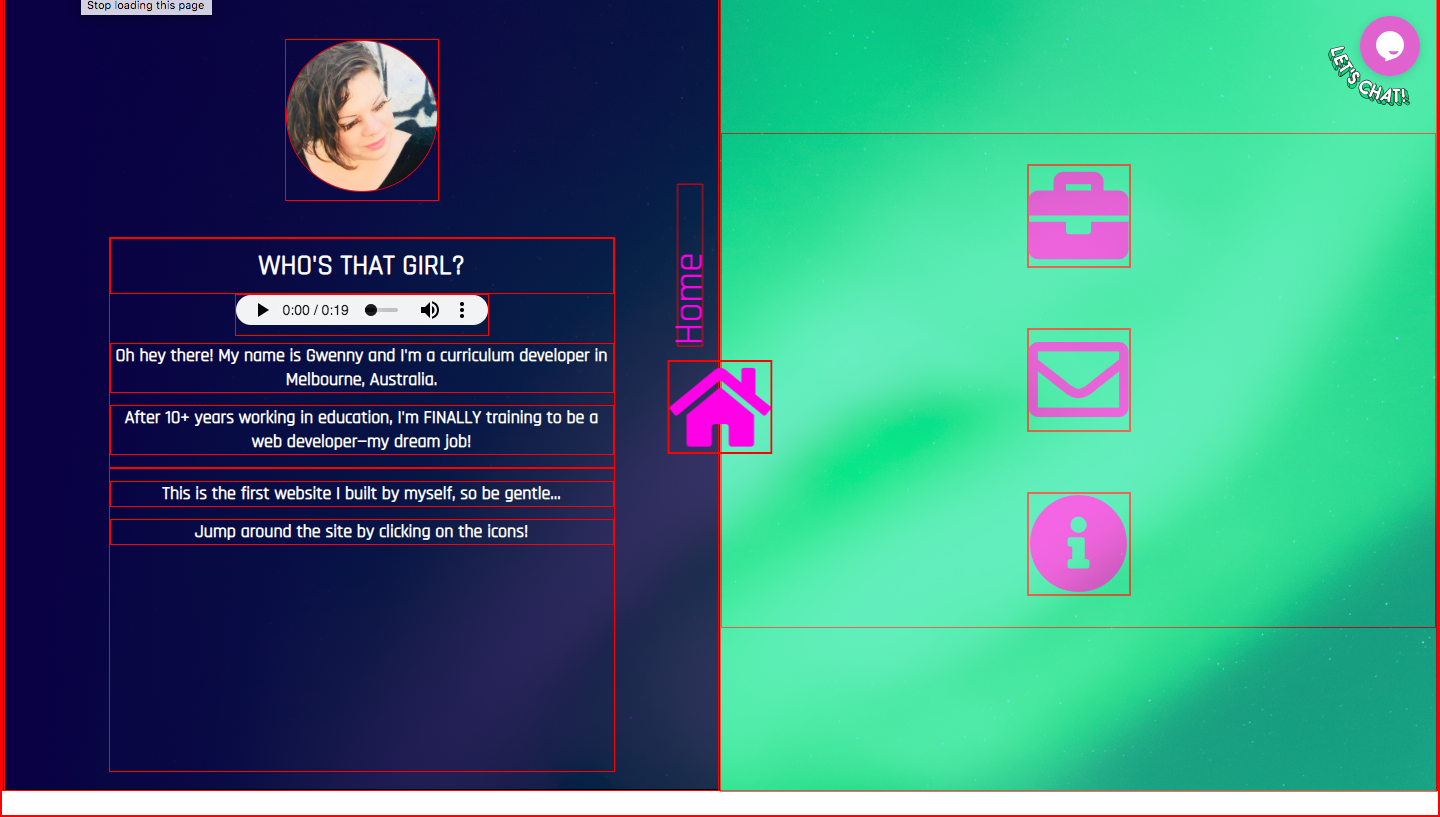 Stop loading this page
LET'S CHAT!
WHO'S THAT GIRL?
0:00 / 0:19
Oh hey there! My name is Gwenny and I'm a curriculum developer in
Melbourne, Australia.
After 10+ years working in education, I'm FINALLY training to be a
web developer—my dream job!
This is the first website I built by myself, so be gentle...
Jump around the site by clicking on the icons!
Home